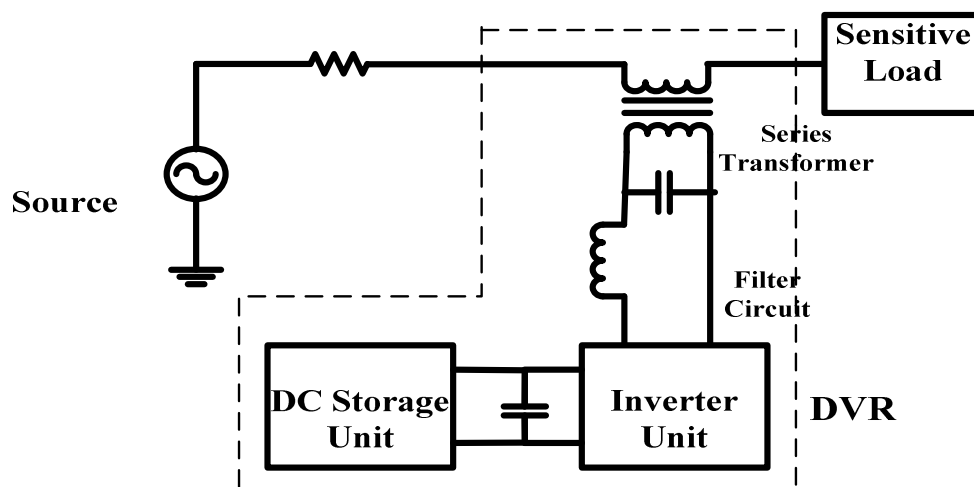 Sensitive
Load
Series
Transformer
Source
Filter
Circuit
DC Storage
Unit
Inverter
Unit
DVR